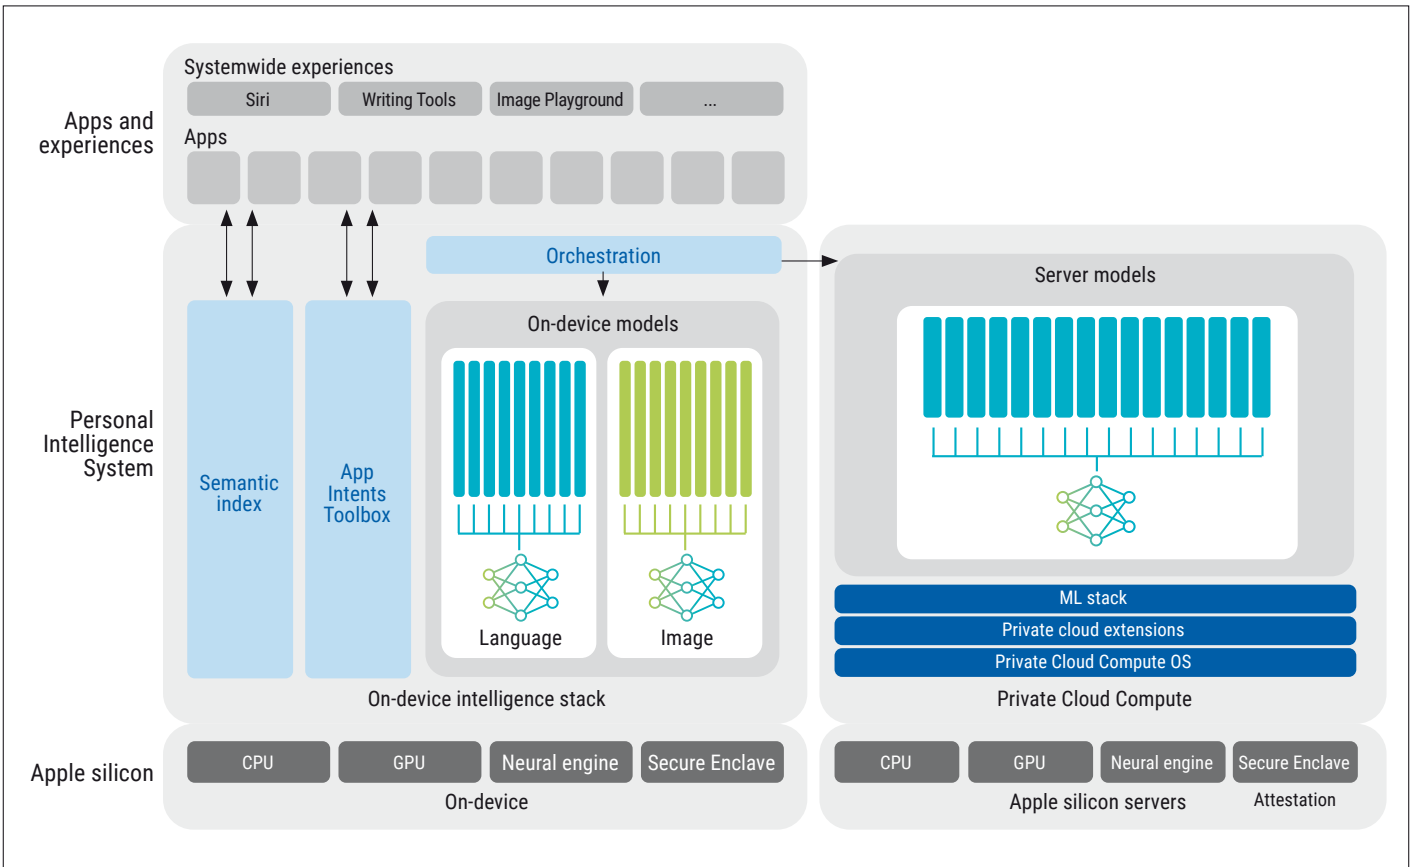 Apps and
experiences
Systemwide experiences
Siri
Writing Tools
Image Playground
...
Apps
Personal
Intelligence
System
Orchestration
Semantic
index
App
Intents
Toolbox
On-device models
Language
Image
On-device intelligence stack
Server models
ML stack
Private cloud extensions
Private Cloud Compute OS
Private Cloud Compute
Apple silicon
CPU
GPU
Neural engine
Secure Enclave
On-device
CPU
GPU
Neural engine
Secure Enclave
Apple silicon servers
Attestation